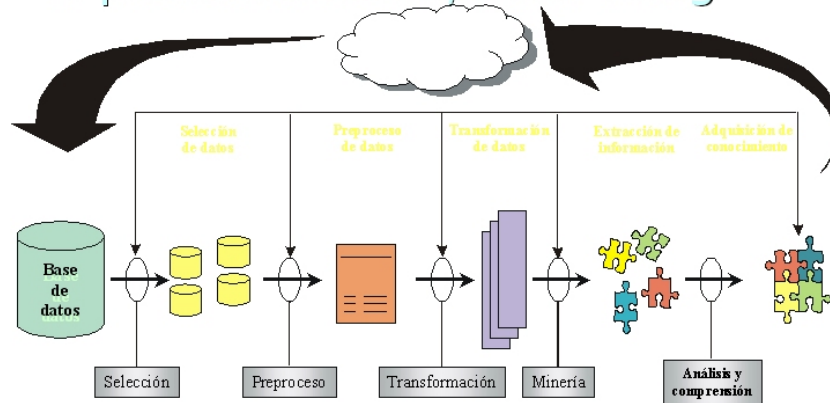 Selección
de datos
Preproceso
de datos
Transformación
de datos
Extracción de
información
Adquisición de
conocimiento
Base
de
datos
Selección
Preproceso
Transformación
Minería
Análisis y
comprensión